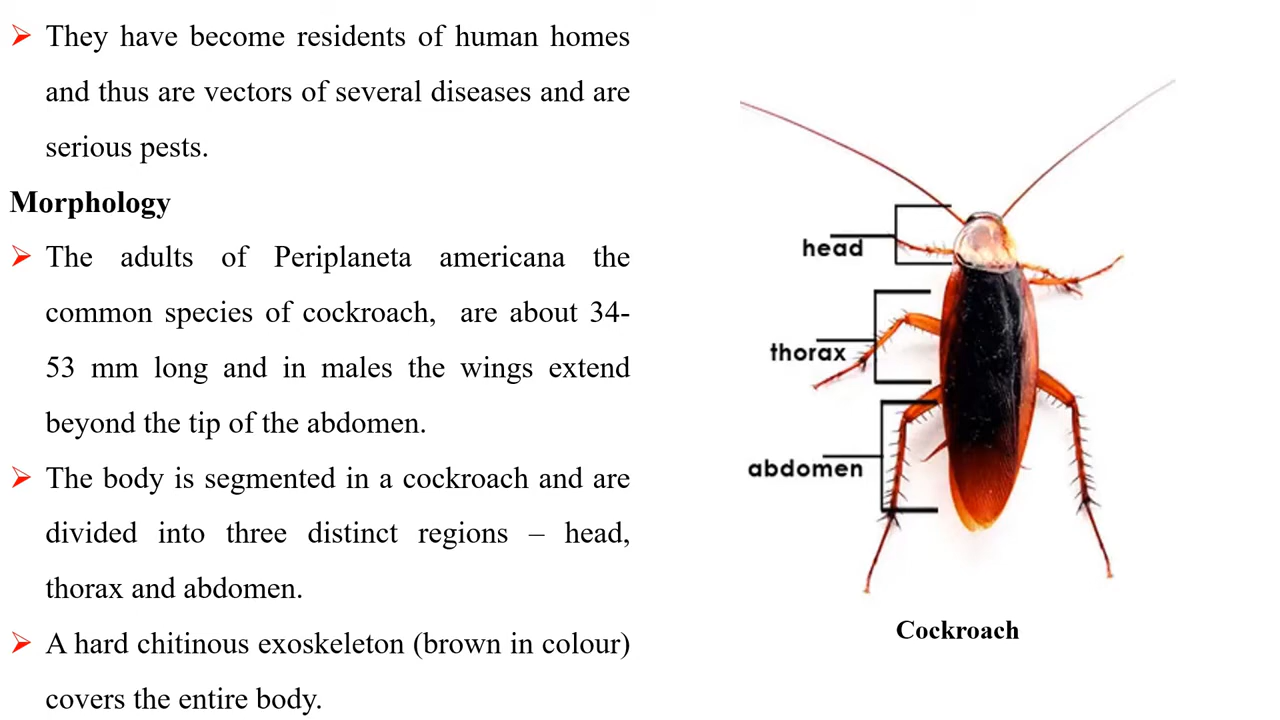 They have become residents of human homes
and thus are vectors of several diseases and are
serious pests.
Morphology
The adults of Periplaneta americana the
common species of cockroach, are about 34-
53 mm long and in males the wings extend
beyond the tip of the abdomen.
The body is segmented in a cockroach and are
divided into three distinct regions – head,
thorax and abdomen.
A hard chitinous exoskeleton (brown in colour)
covers the entire body.
head
thorax
abdomen
Cockroach